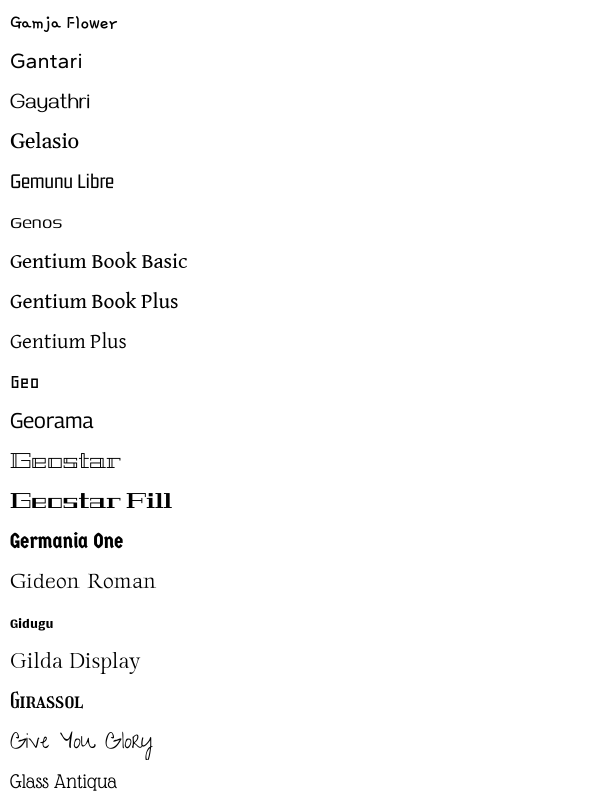 Gamja Flower
Gantari
Gayathri
Gelasio
Gemunu Libre
Genos
Gentium Book Basic
Gentium Book Plus
Gentium Plus
Geo
Georama
Geostar
Geostar Fill
Germania One
Gideon Roman
Gidugu
Gilda Display
Girassol
Give You Glory
Glass Antiqua